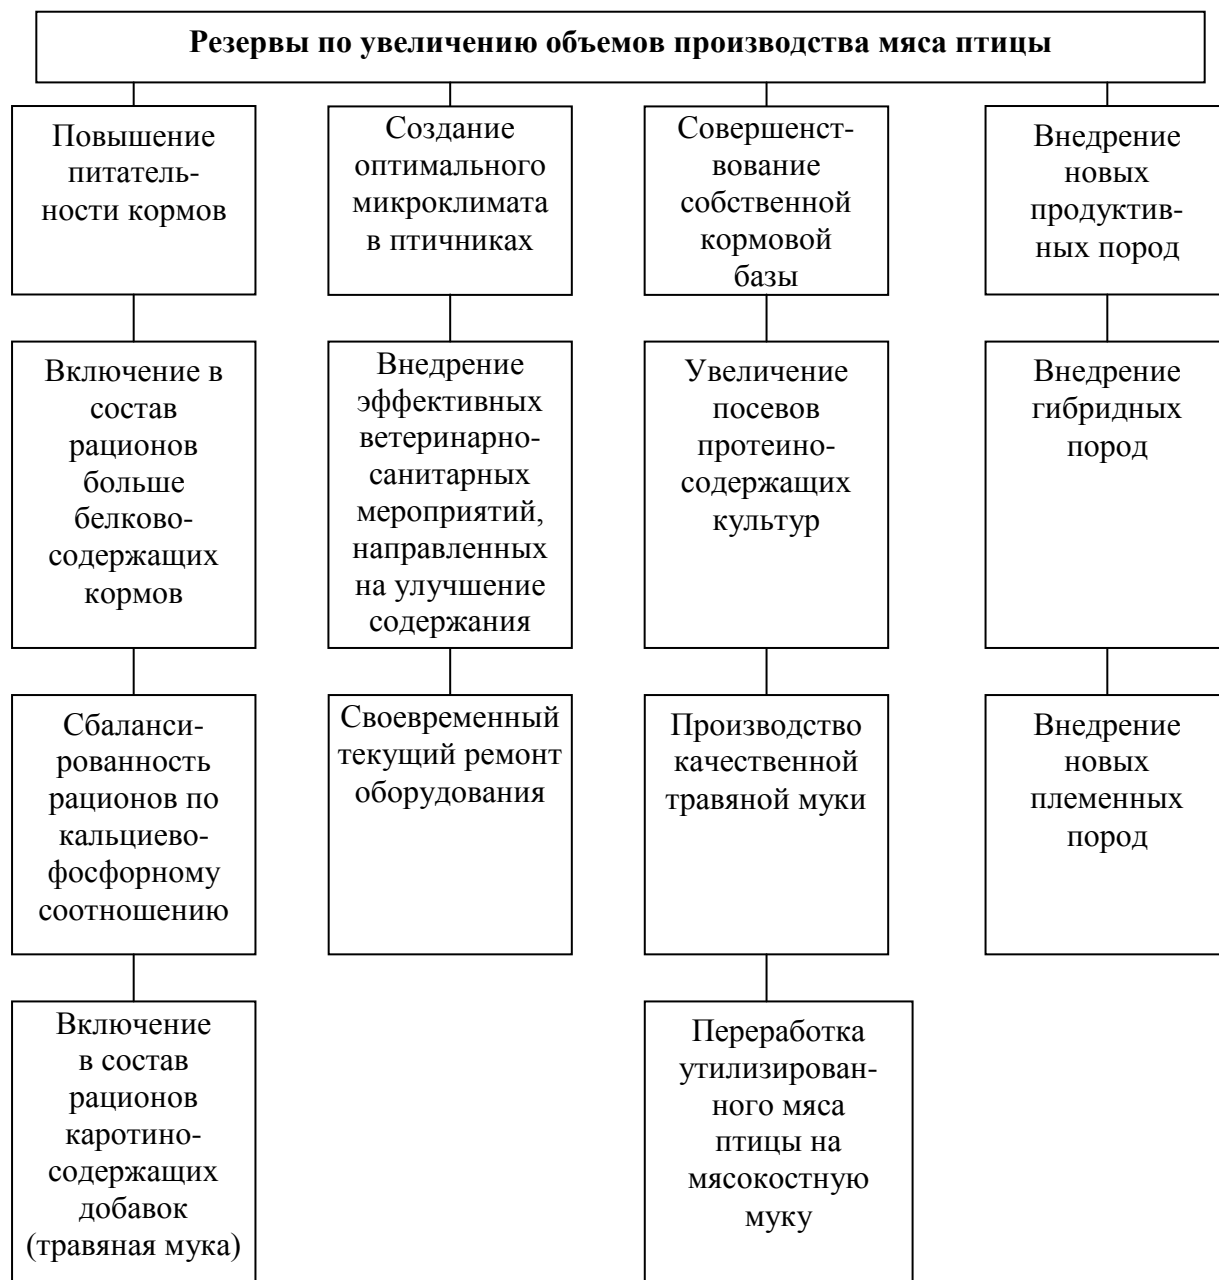 Резервы по увеличению объемов производства мяса птицы
Повышение
питатель-
ности кормов
Создание
оптимального
микроклимата
в птичниках
Совершенст-
вование
собственной
кормовой
базы
Внедрение
новых
продуктив-
ных пород
Включение в
состав
рационов
больше
белково-
содержащих
кормов
Внедрение
эффективных
ветеринарно-
санитарных
мероприятий,
направленных
на улучшение
содержания
Увеличение
посевов
протеино-
содержащих
культур
Внедрение
гибридных
пород
Сбаланси-
рованность
рационов по
кальциево-
фосфорному
соотношению
Своевременный
текущий ремонт
оборудования
Производство
качественной
травяной муки
Внедрение
новых
племенных
пород
Включение
в состав
рационов
каротино-
содержащих
добавок
(травяная мука)
Переработка
утилизирован-
ного мяса
птицы на
мясокостную
муку